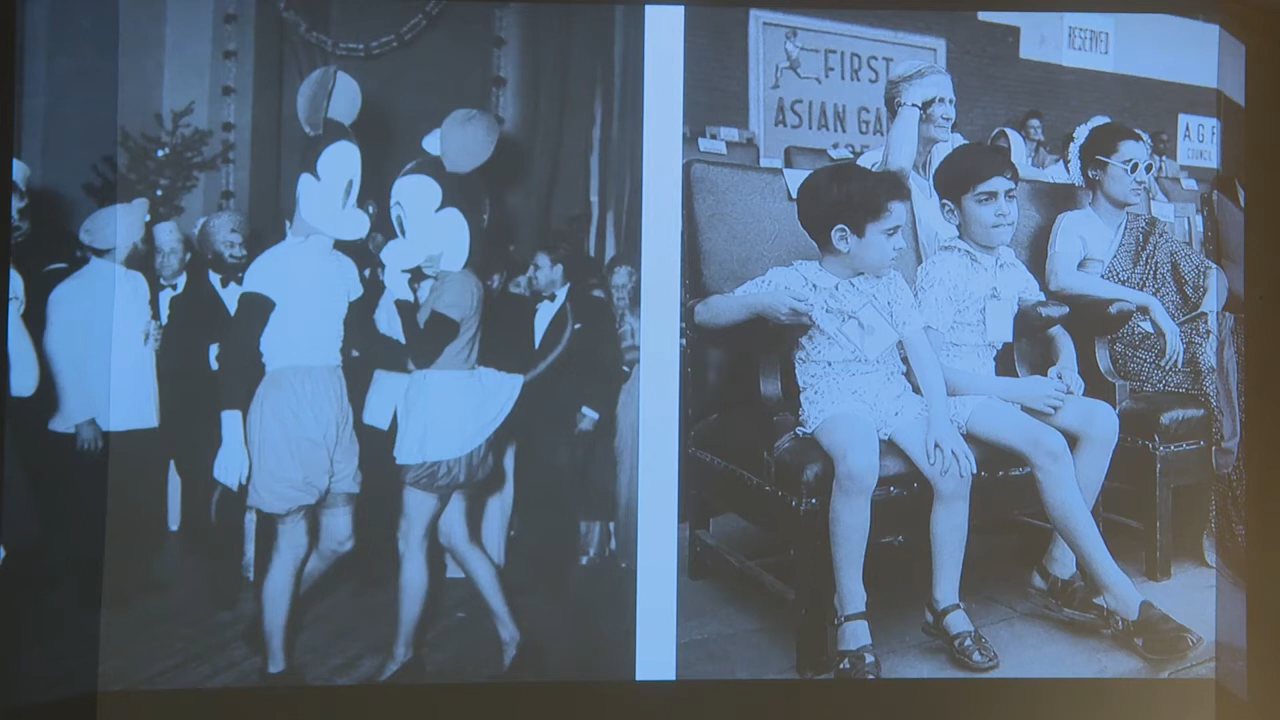 FIRST
ASIAN GA
RESERVED
A.G.F
COUNCIL